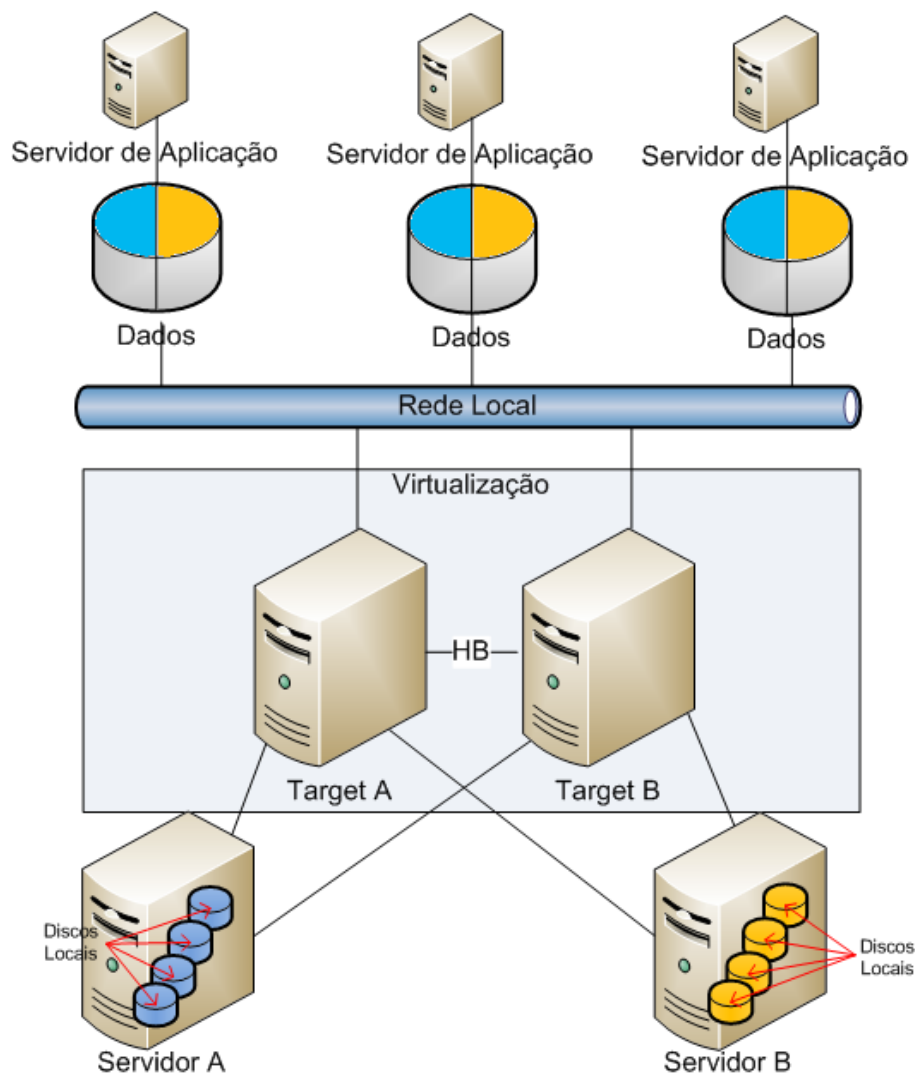 Servidor de Aplicação
Servidor de Aplicação
Servidor de Aplicação
Dados
Dados
Dados
Rede Local
Virtualização
HB
Target A
Target B
Discos
Locais
Discos
Locais
Servidor A
Servidor B